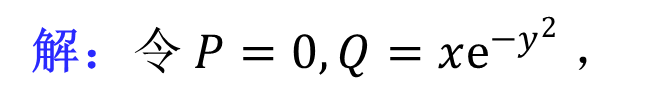 解：令 P = 0, Q = xe^{-y^2}，